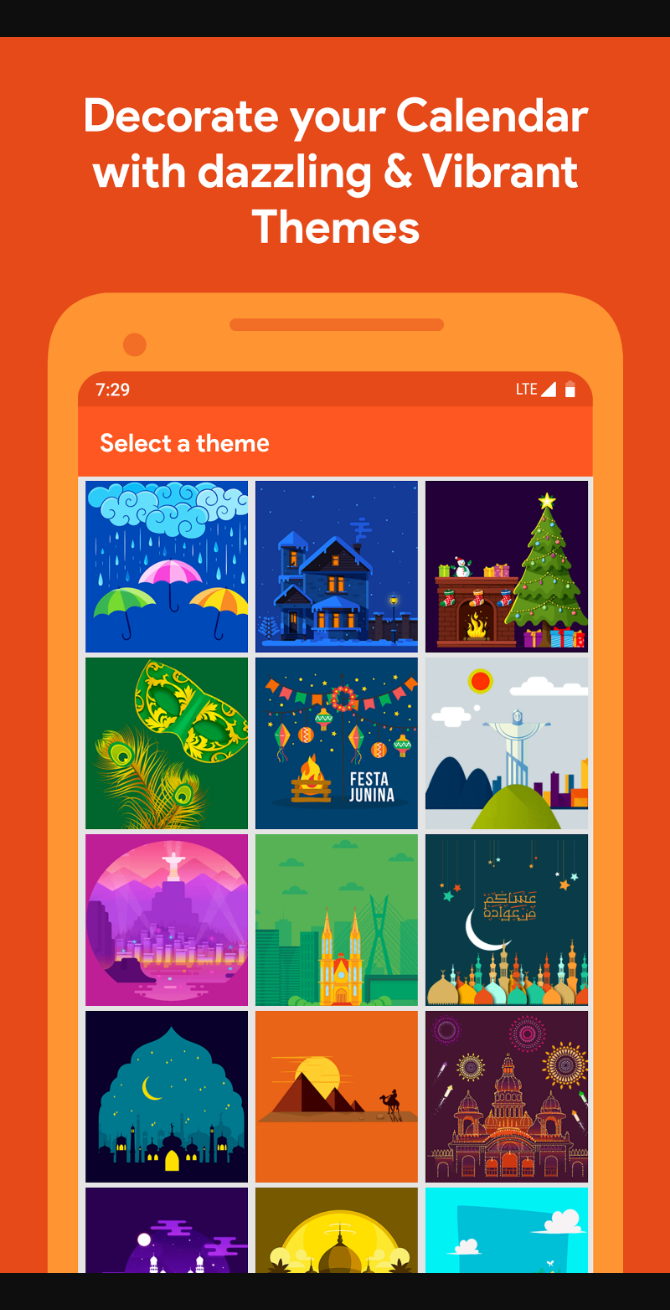 Decorate your Calendar
with dazzling & Vibrant
Themes
7:29
LTE
Select a theme
FESTA
JUNINA
عساكم
من عواده